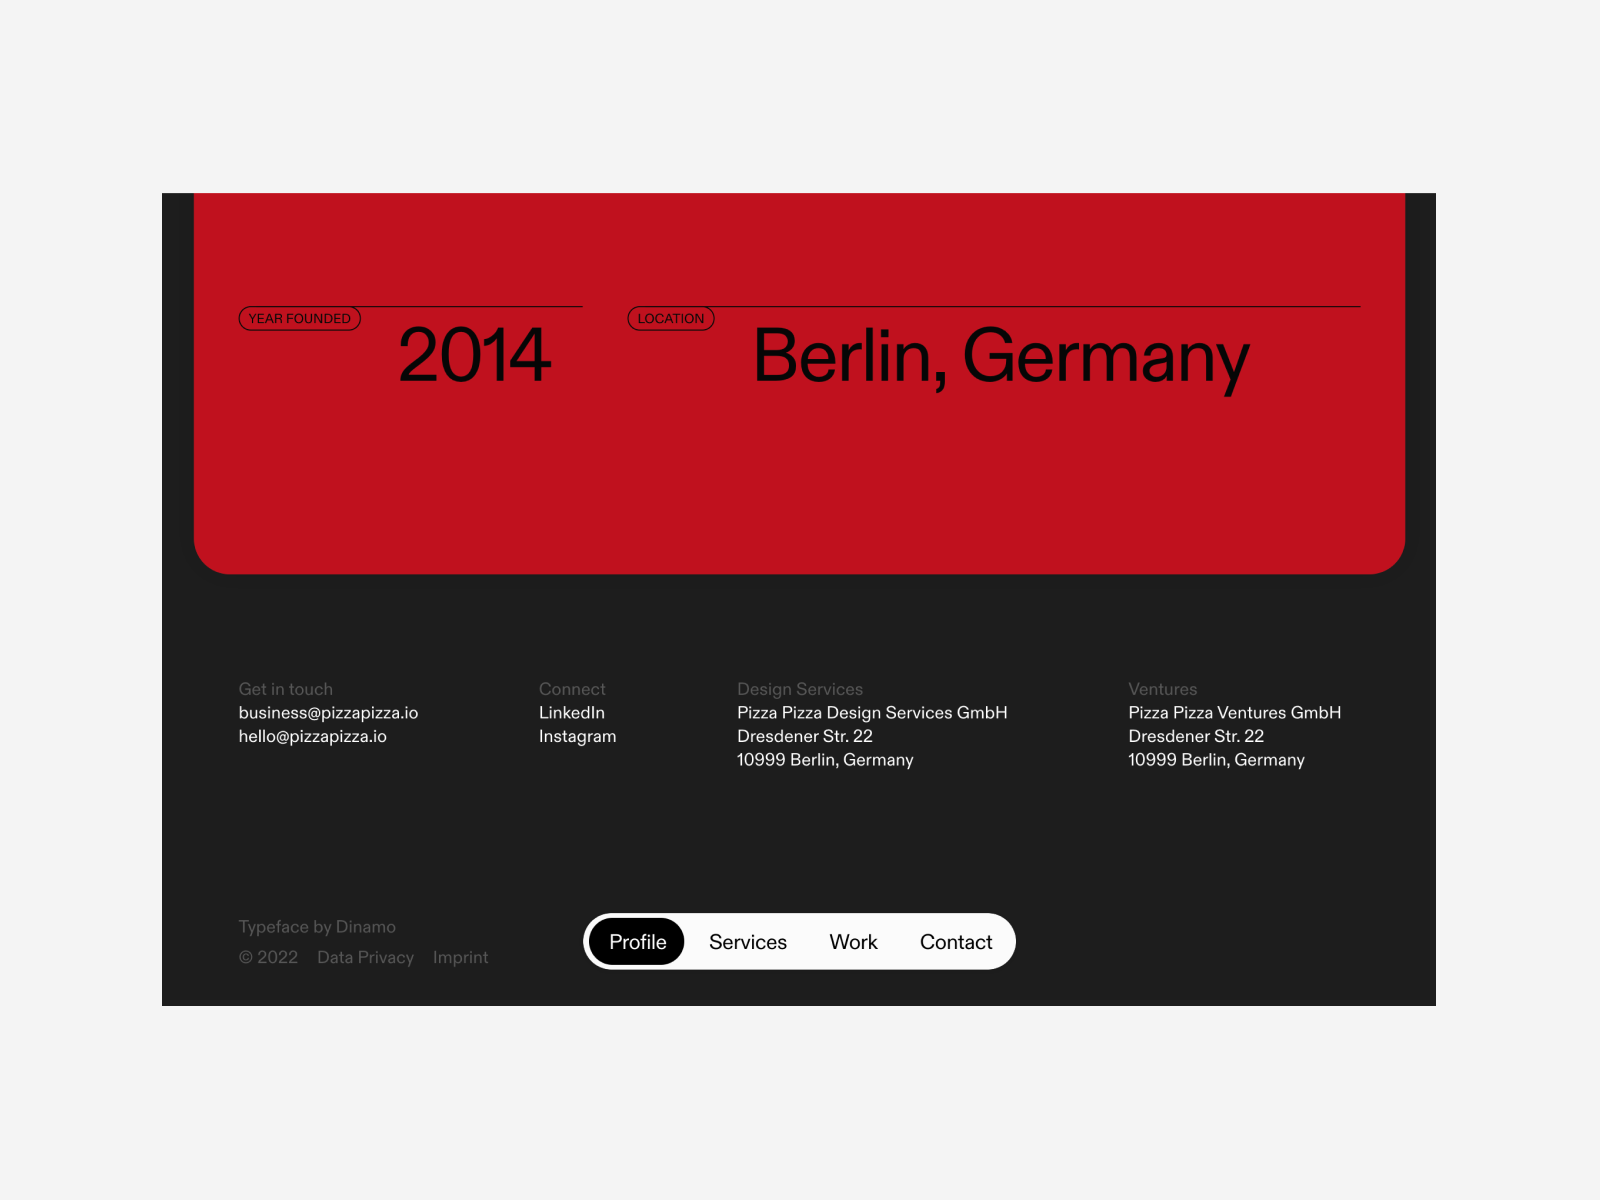 YEAR FOUNDED
2014
LOCATION
Berlin, Germany
Get in touch
business@pizzapizza.io
hello@pizzapizza.io
Connect
LinkedIn
Instagram
Design Services
Pizza Pizza Design Services GmbH
Dresdener Str. 22
10999 Berlin, Germany
Ventures
Pizza Pizza Ventures GmbH
Dresdener Str. 22
10999 Berlin, Germany
Typeface by Dinamo
© 2022 Data Privacy Imprint
Profile Services Work Contact